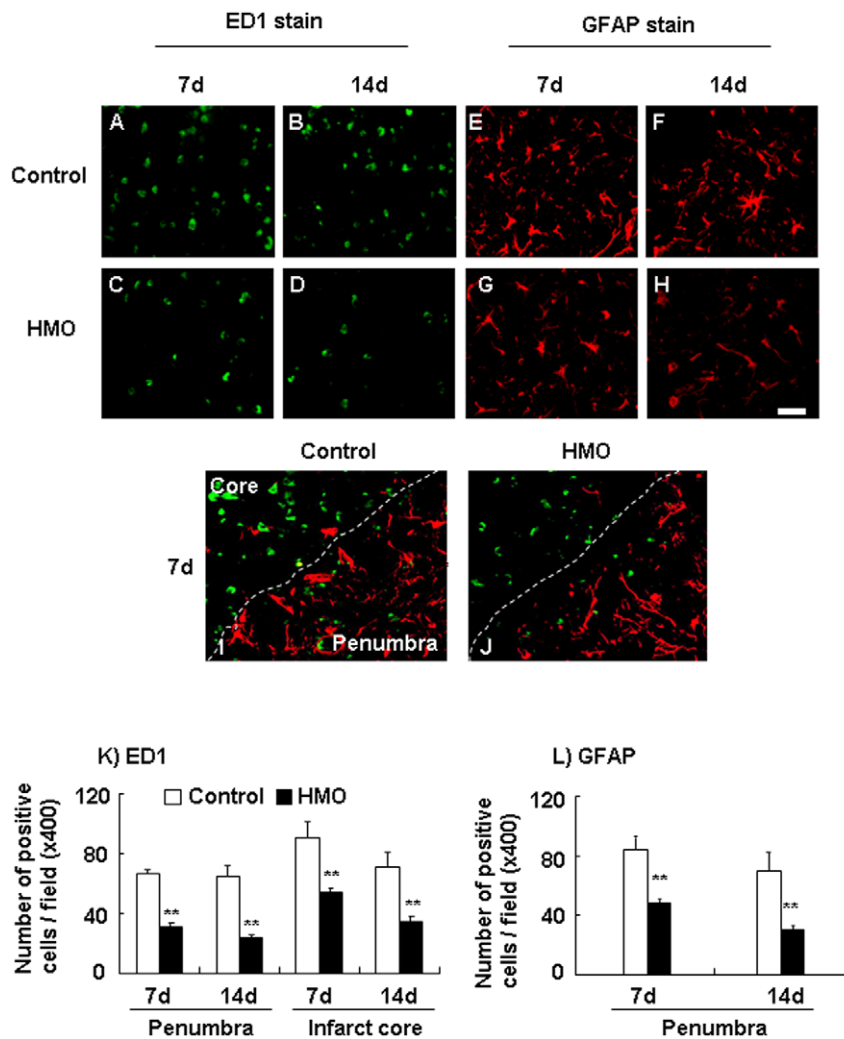 ED1 stain GFAP stain
7d 14d 7d 14d
A B E F
Control
C D G H
HMO
Control HMO
Core
7d
I Penumbra J
K) ED1 L) GFAP
Number of positive
cells / field (x400)
120
80
40
0
Control HMO
** ** ** **
7d 14d 7d 14d
Penumbra Infarct core
Number of positive
cells / field (x400)
120
80
40
0
** **
7d 14d
Penumbra